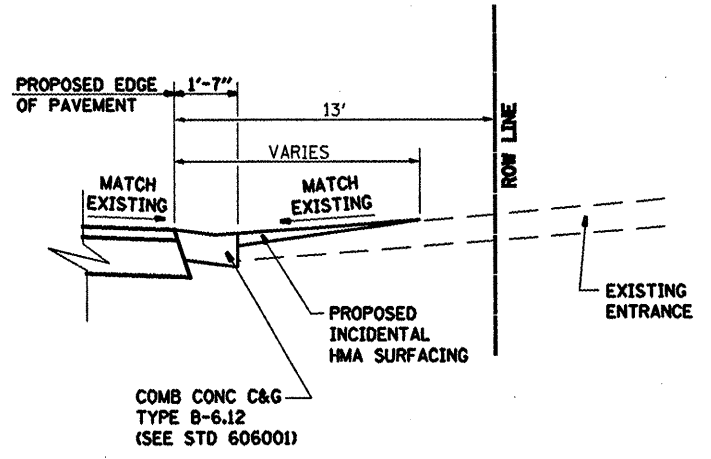 PROPOSED EDGE
OF PAVEMENT
1'-7"
13'
ROW LINE
VARIES
MATCH
EXISTING
MATCH
EXISTING
EXISTING
ENTRANCE
PROPOSED
INCIDENTAL
HMA SURFACING
COMB CONC C&G
TYPE B-6.12
(SEE STD 606001)